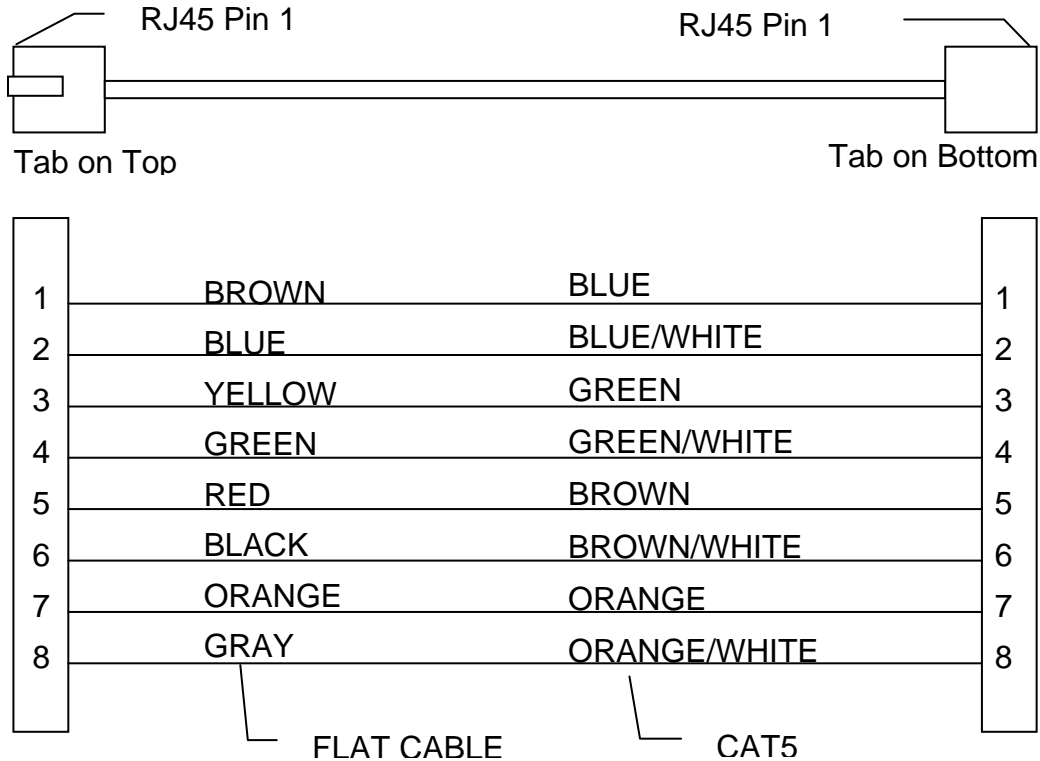 RJ45 Pin 1 RJ45 Pin 1
Tab on Top Tab on Bottom
1 BROWN BLUE 1
2 BLUE BLUE/WHITE 2
3 YELLOW GREEN 3
4 GREEN GREEN/WHITE 4
5 RED BROWN 5
6 BLACK BROWN/WHITE 6
7 ORANGE ORANGE 7
8 GRAY ORANGE/WHITE 8
FLAT CABLE CAT5